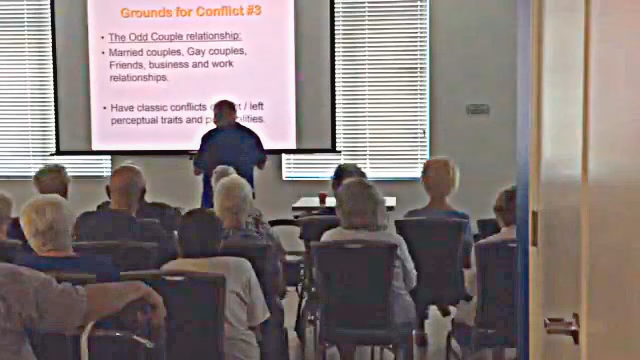 Grounds for Conflict #3
• The Odd Couple relationship:
• Married couples, Gay couples,
Friends, business and work
relationships.
• Have classic conflicts / left
perceptual traits and